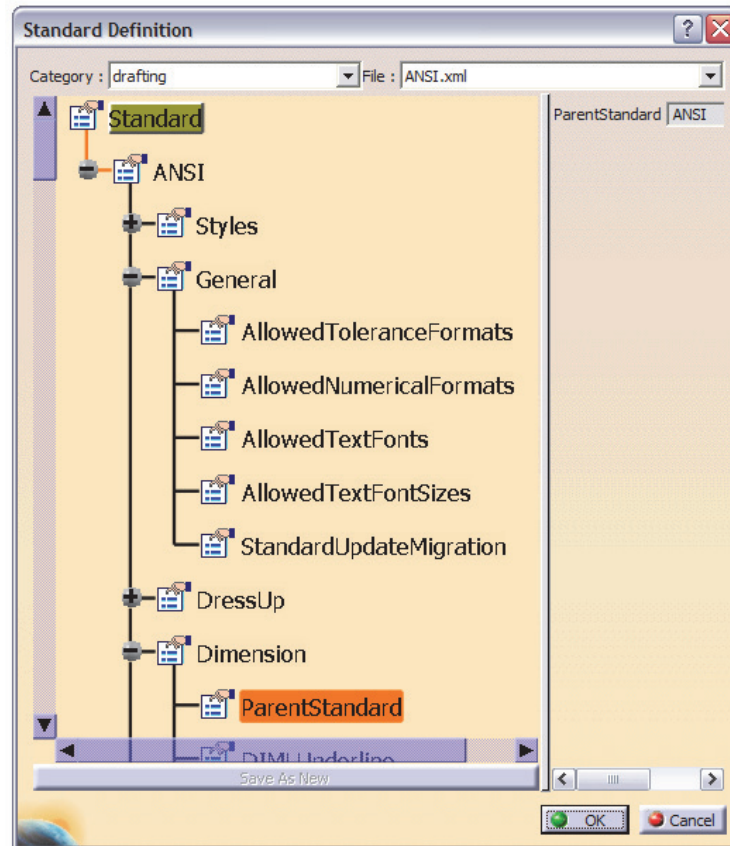 Standard Definition
?
Category : drafting File : ANSI.xml
Standard
ParentStandard ANSI
ANSI
Styles
General
AllowedToleranceFormats
AllowedNumericalFormats
AllowedTextFonts
AllowedTextFontSizes
StandardUpdateMigration
DressUp
Dimension
ParentStandard
Save As New
OK Cancel